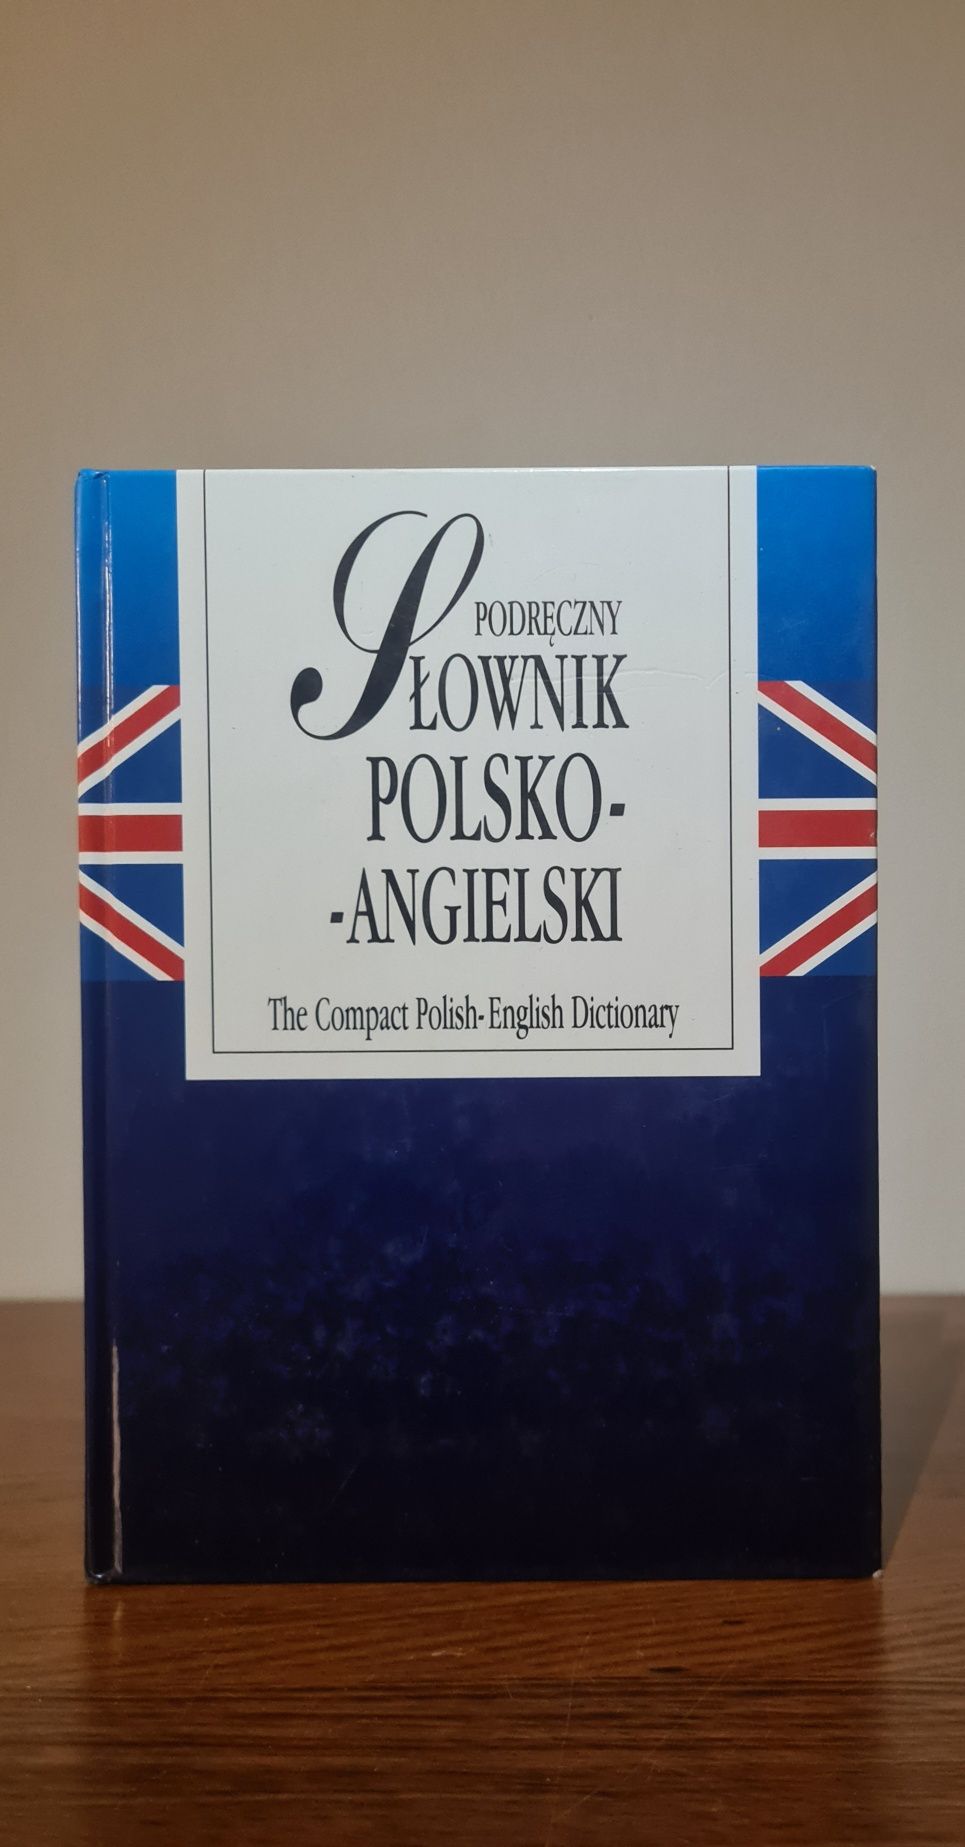 PODRĘCZNY
SŁOWNIK
POLSKO-
-ANGIELSKI
The Compact Polish-English Dictionary